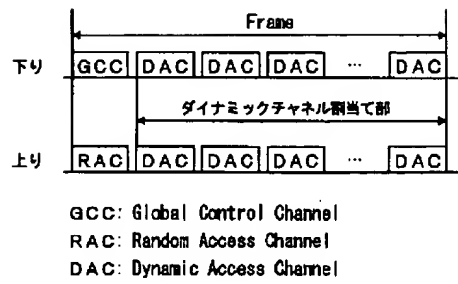 Frame
下り GCC DAC DAC DAC … DAC
ダイナミックチャネル割当て部
上り RAC DAC DAC DAC … DAC
GCC: Global Control Channel
RAC: Random Access Channel
DAC: Dynamic Access Channel